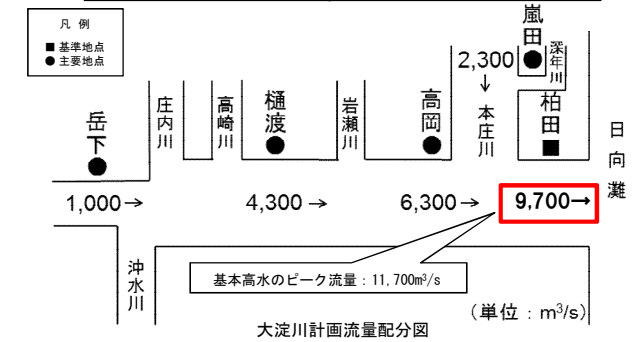 凡 例
■ 基準地点
● 主要地点
嵐田
深年川
2,300
↓
本庄川
柏田
日向灘
高岡
岩瀬川
樋渡
高崎川
庄内川
岳下
1,000→
4,300→
6,300→
9,700→
沖水川
基本高水のピーク流量：11,700m³/s
（単位：m³/s）
大淀川計画流量配分図